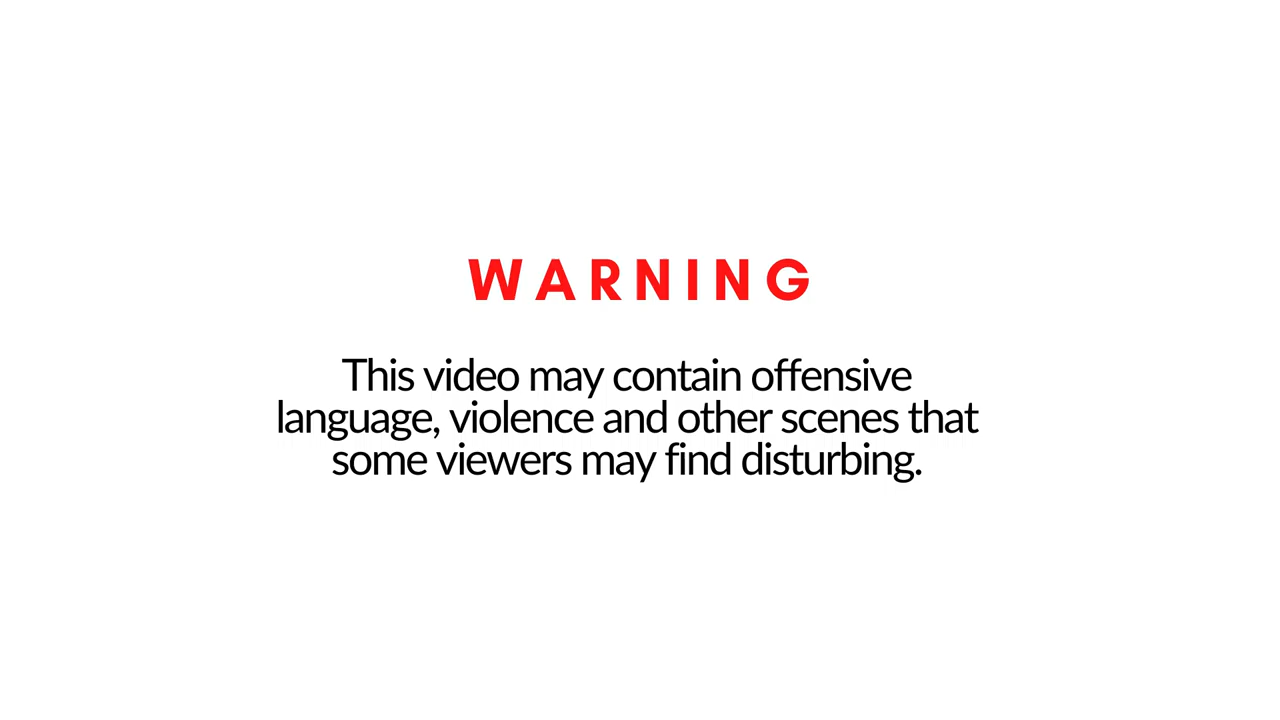 WARNING
This video may contain offensive
language, violence and other scenes that
some viewers may find disturbing.